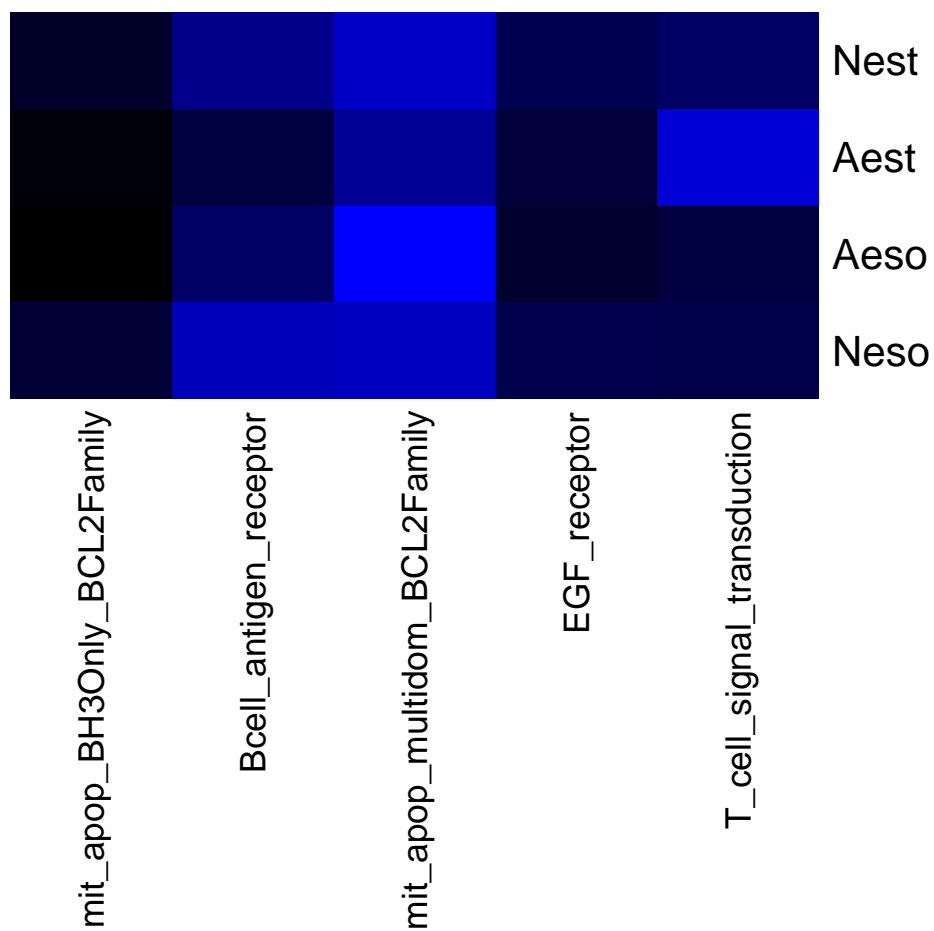 Nest
Aest
Aeso
Neso
mit_apop_BH3Only_BCL2Family
Bcell_antigen_receptor
mit_apop_multidom_BCL2Family
EGF_receptor
T_cell_signal_transduction